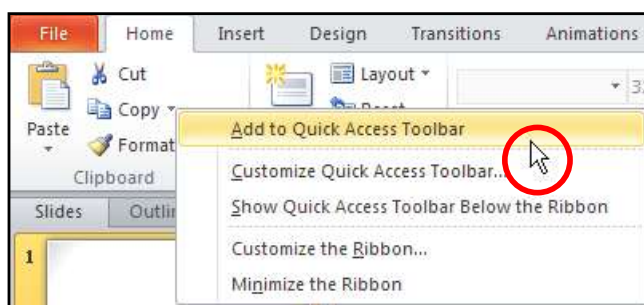 File Home Insert Design Transitions Animations
Cut Layout
Copy
Paste Format
Clipboard
Add to Quick Access Toolbar
Customize Quick Access Toolbar...
Show Quick Access Toolbar Below the Ribbon
Customize the Ribbon...
Minimize the Ribbon
Slides
1